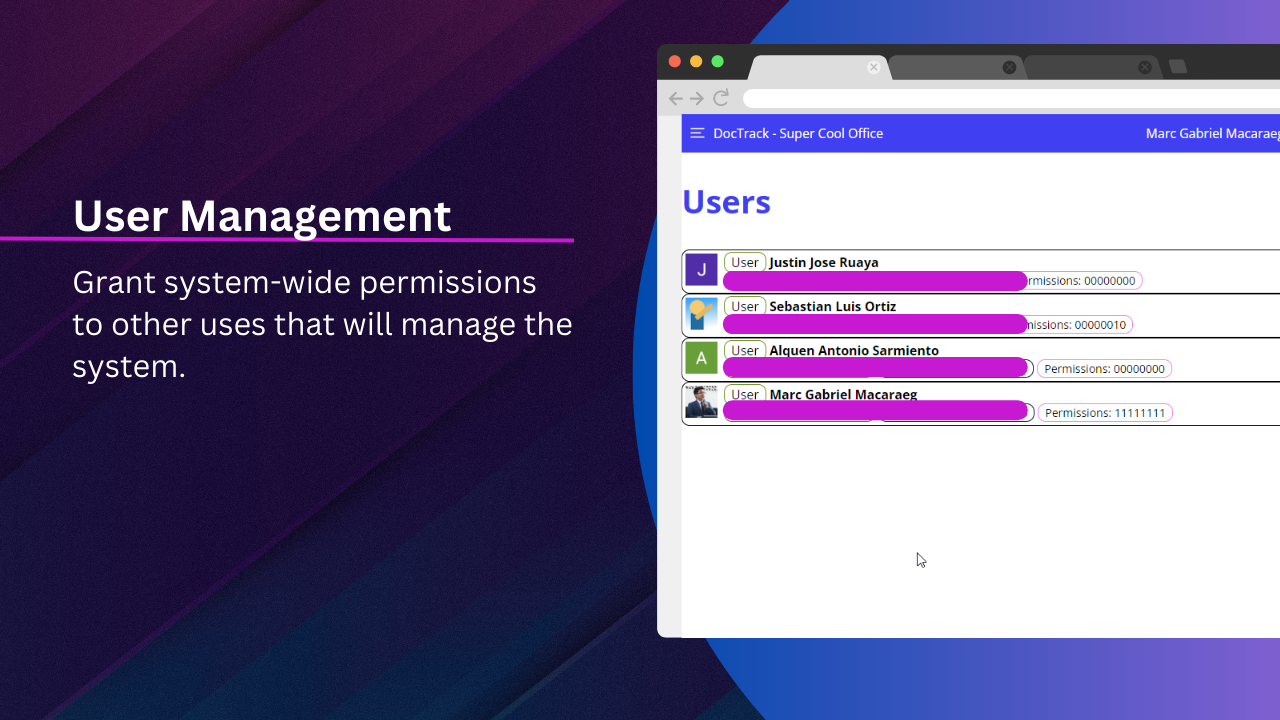 User Management
Grant system-wide permissions
to other uses that will manage the
system.
DocTrack - Super Cool Office
Marc Gabriel Macaraeg
Users
J
User Justin Jose Ruaya
rmissions: 00000000
User Sebastian Luis Ortiz
missions: 00000010
A
User Alquen Antonio Sarmiento
Permissions: 00000000
User Marc Gabriel Macaraeg
Permissions: 11111111